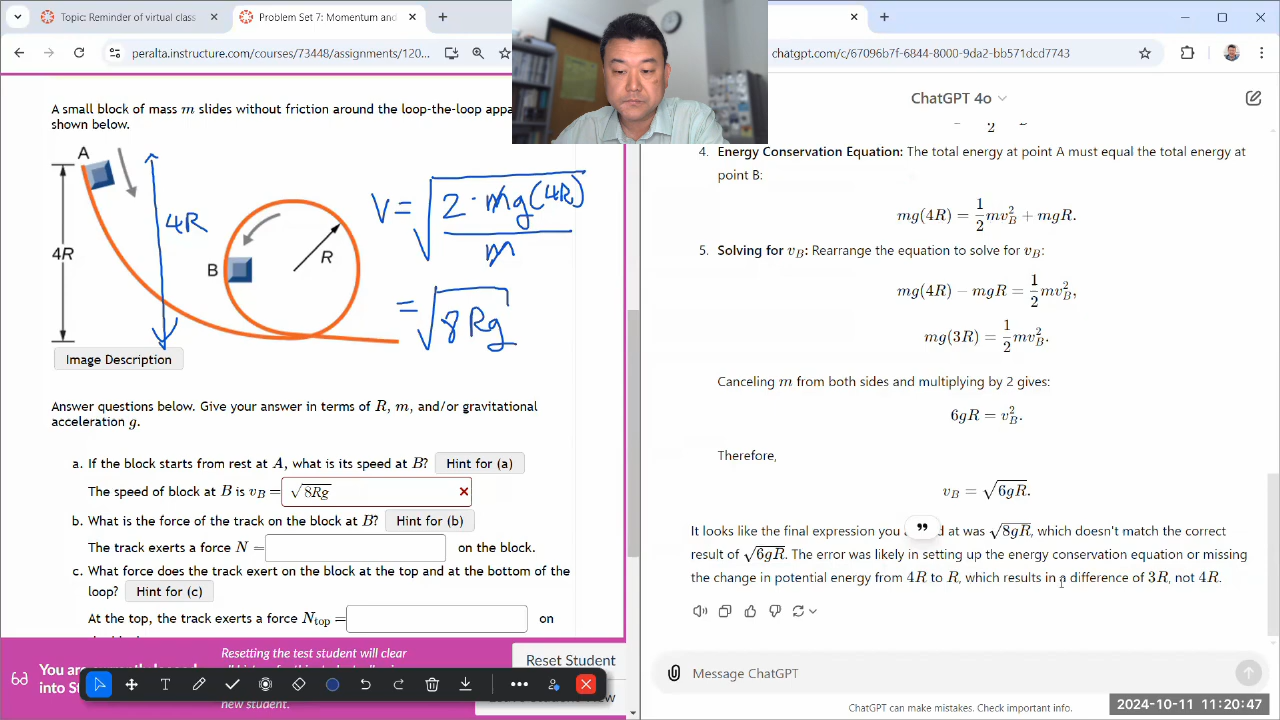 Topic: Reminder of virtual class
Problem Set 7: Momentum and
peralta.instructure.com/courses/73448/assignments/120...
chatgpt.com/c/67096b7f-6844-8000-9da2-bb571dcd7743
A small block of mass m slides without friction around the loop-the-loop
shown below.
A
4R
4R
B
R
V = √(2·mg(4R)/m)
= √(8Rg)
Image Description
Answer questions below. Give your answer in terms of R, m, and/or gravitational
acceleration g.
a. If the block starts from rest at A, what is its speed at B? Hint for (a)
The speed of block at B is v_B = √(8Rg)
b. What is the force of the track on the block at B? Hint for (b)
The track exerts a force N = on the block.
c. What force does the track exert on the block at the top and at the bottom of the
loop? Hint for (c)
At the top, the track exerts a force N_top = on
Resetting the test student will clear
new student.
You are
into St
Reset Student
ChatGPT 4o
2
4. Energy Conservation Equation: The total energy at point A must equal the total energy at
point B:
mg(4R) = 1/2 mv_B^2 + mgR.
5. Solving for v_B: Rearrange the equation to solve for v_B:
mg(4R) − mgR = 1/2 mv_B^2,
mg(3R) = 1/2 mv_B^2.
Canceling m from both sides and multiplying by 2 gives:
6gR = v_B^2.
Therefore,
v_B = √(6gR).
It looks like the final expression you at was √(8gR), which doesn't match the correct
result of √(6gR). The error was likely in setting up the energy conservation equation or missing
the change in potential energy from 4R to R, which results in a difference of 3R, not 4R.
Message ChatGPT
ChatGPT can make mistakes. Check important info.
2024-10-11 11:20:47